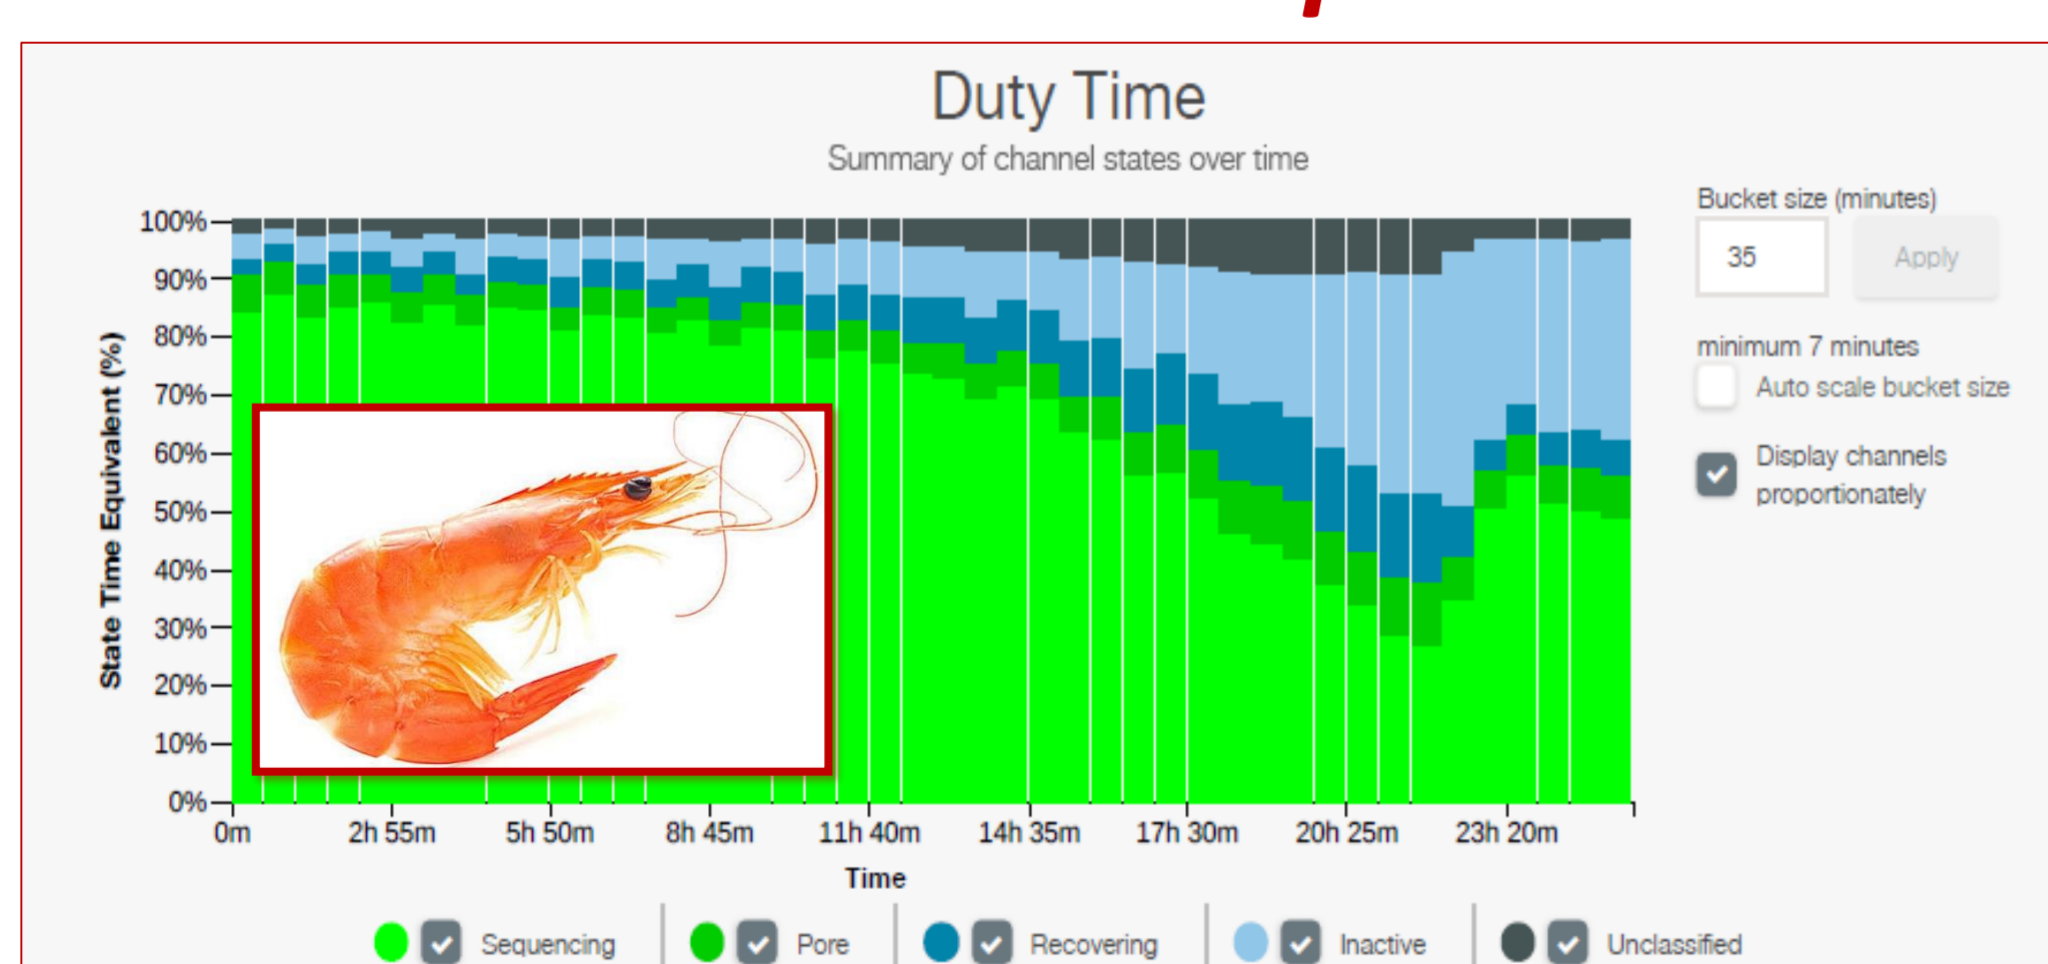 Duty Time
Summary of channel states over time
Bucket size (minutes)
35
Apply
minimum 7 minutes
Auto scale bucket size
Display channels
proportionately
State Time Equivalent (%)
100%
90%
80%
70%
60%
50%
40%
30%
20%
10%
0%
0m 2h 55m 5h 50m 8h 45m 11h 40m 14h 35m 17h 30m 20h 25m 23h 20m
Time
Sequencing Pore Recovering Inactive Unclassified